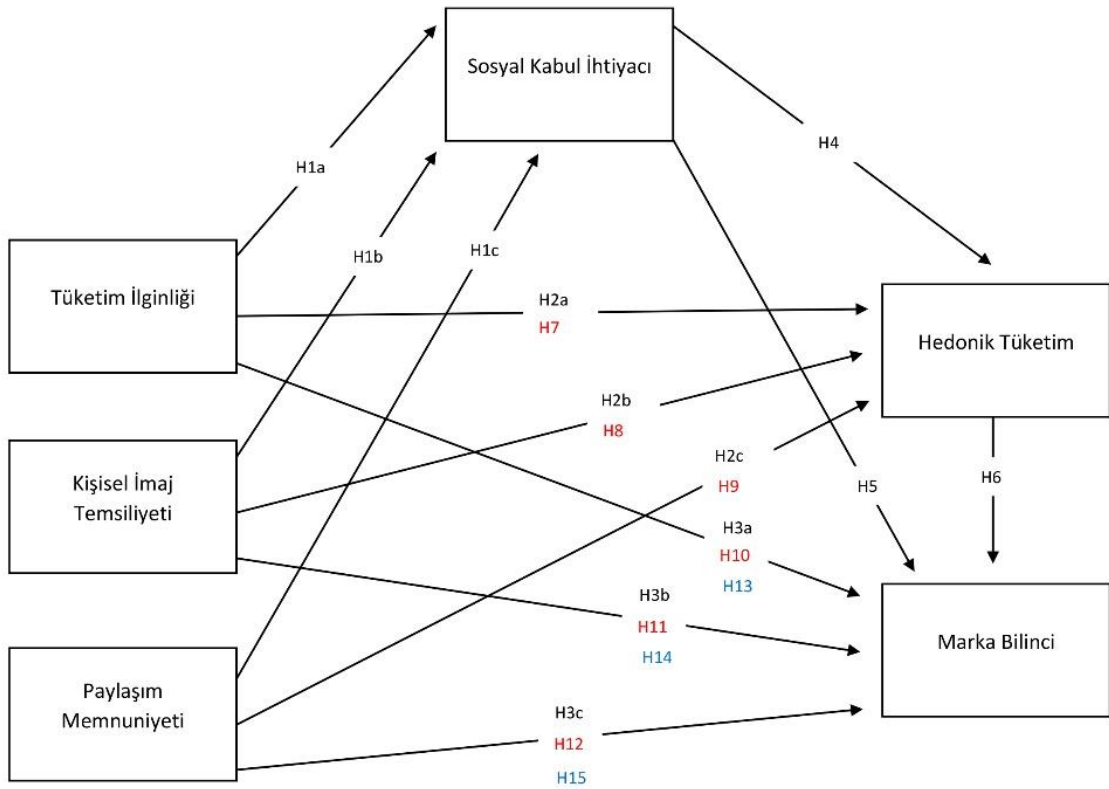 Sosyal Kabul İhtiyacı
H4
H1a
H1b
H1c
Tüketim İlginliği
H2a
H7
Hedonik Tüketim
H2b
H8
H2c
H9
H5
H6
Kişisel İmaj
Temsiliyeti
H3a
H10
H13
H3b
H11
H14
Marka Bilinci
Paylaşım
Memnuniyeti
H3c
H12
H15